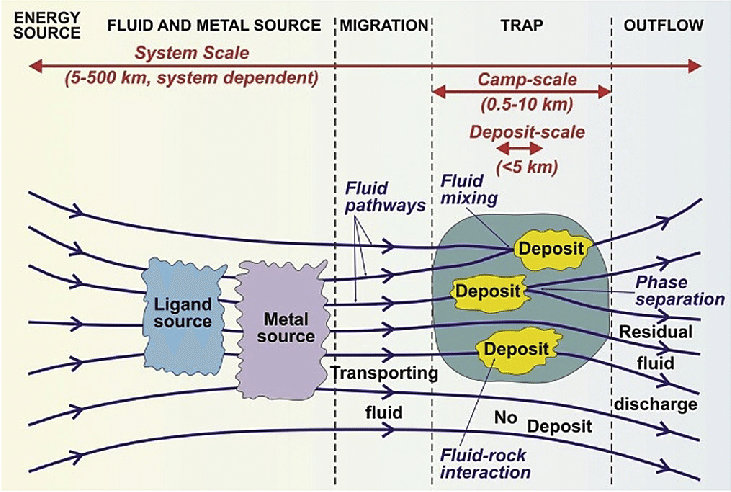 ENERGY
SOURCE
FLUID AND METAL SOURCE
MIGRATION
TRAP
OUTFLOW
System Scale
(5-500 km, system dependent)
Camp-scale
(0.5-10 km)
Deposit-scale
(<5 km)
Fluid
pathways
Fluid
mixing
Deposit
Ligand
source
Metal
source
Deposit
Phase
separation
Deposit
Residual
fluid
discharge
Transporting
fluid
No Deposit
Fluid-rock
interaction